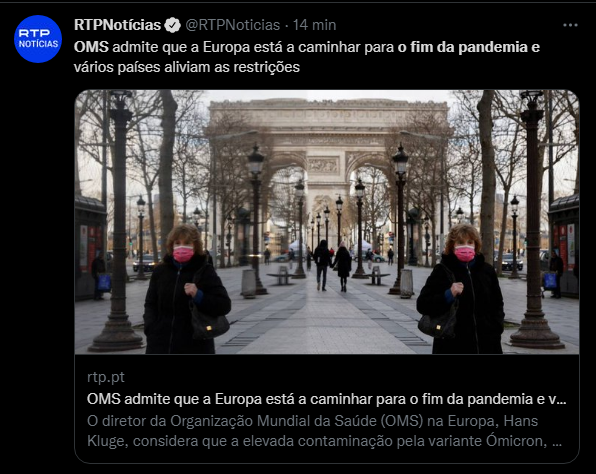 RTP
NOTÍCIAS
RTPNotícias @RTPNoticias · 14 min
OMS admite que a Europa está a caminhar para o fim da pandemia e
vários países aliviam as restrições
rtp.pt
OMS admite que a Europa está a caminhar para o fim da pandemia e v...
O diretor da Organização Mundial da Saúde (OMS) na Europa, Hans
Kluge, considera que a elevada contaminação pela variante Ómicron, ...